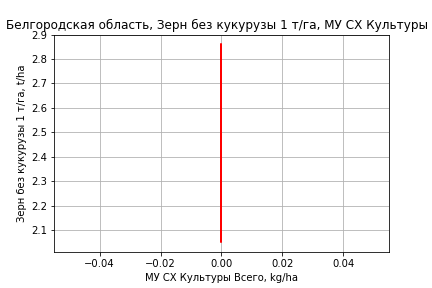 Белгородская область, Зерн без кукурузы 1 т/га, МУ СХ Культуры
2.9
2.8
2.7
2.6
2.5
2.4
2.3
2.2
2.1
Зерн без кукурузы 1 т/га, t/ha
−0.04 −0.02 0.00 0.02 0.04
МУ СХ Культуры Всего, kg/ha